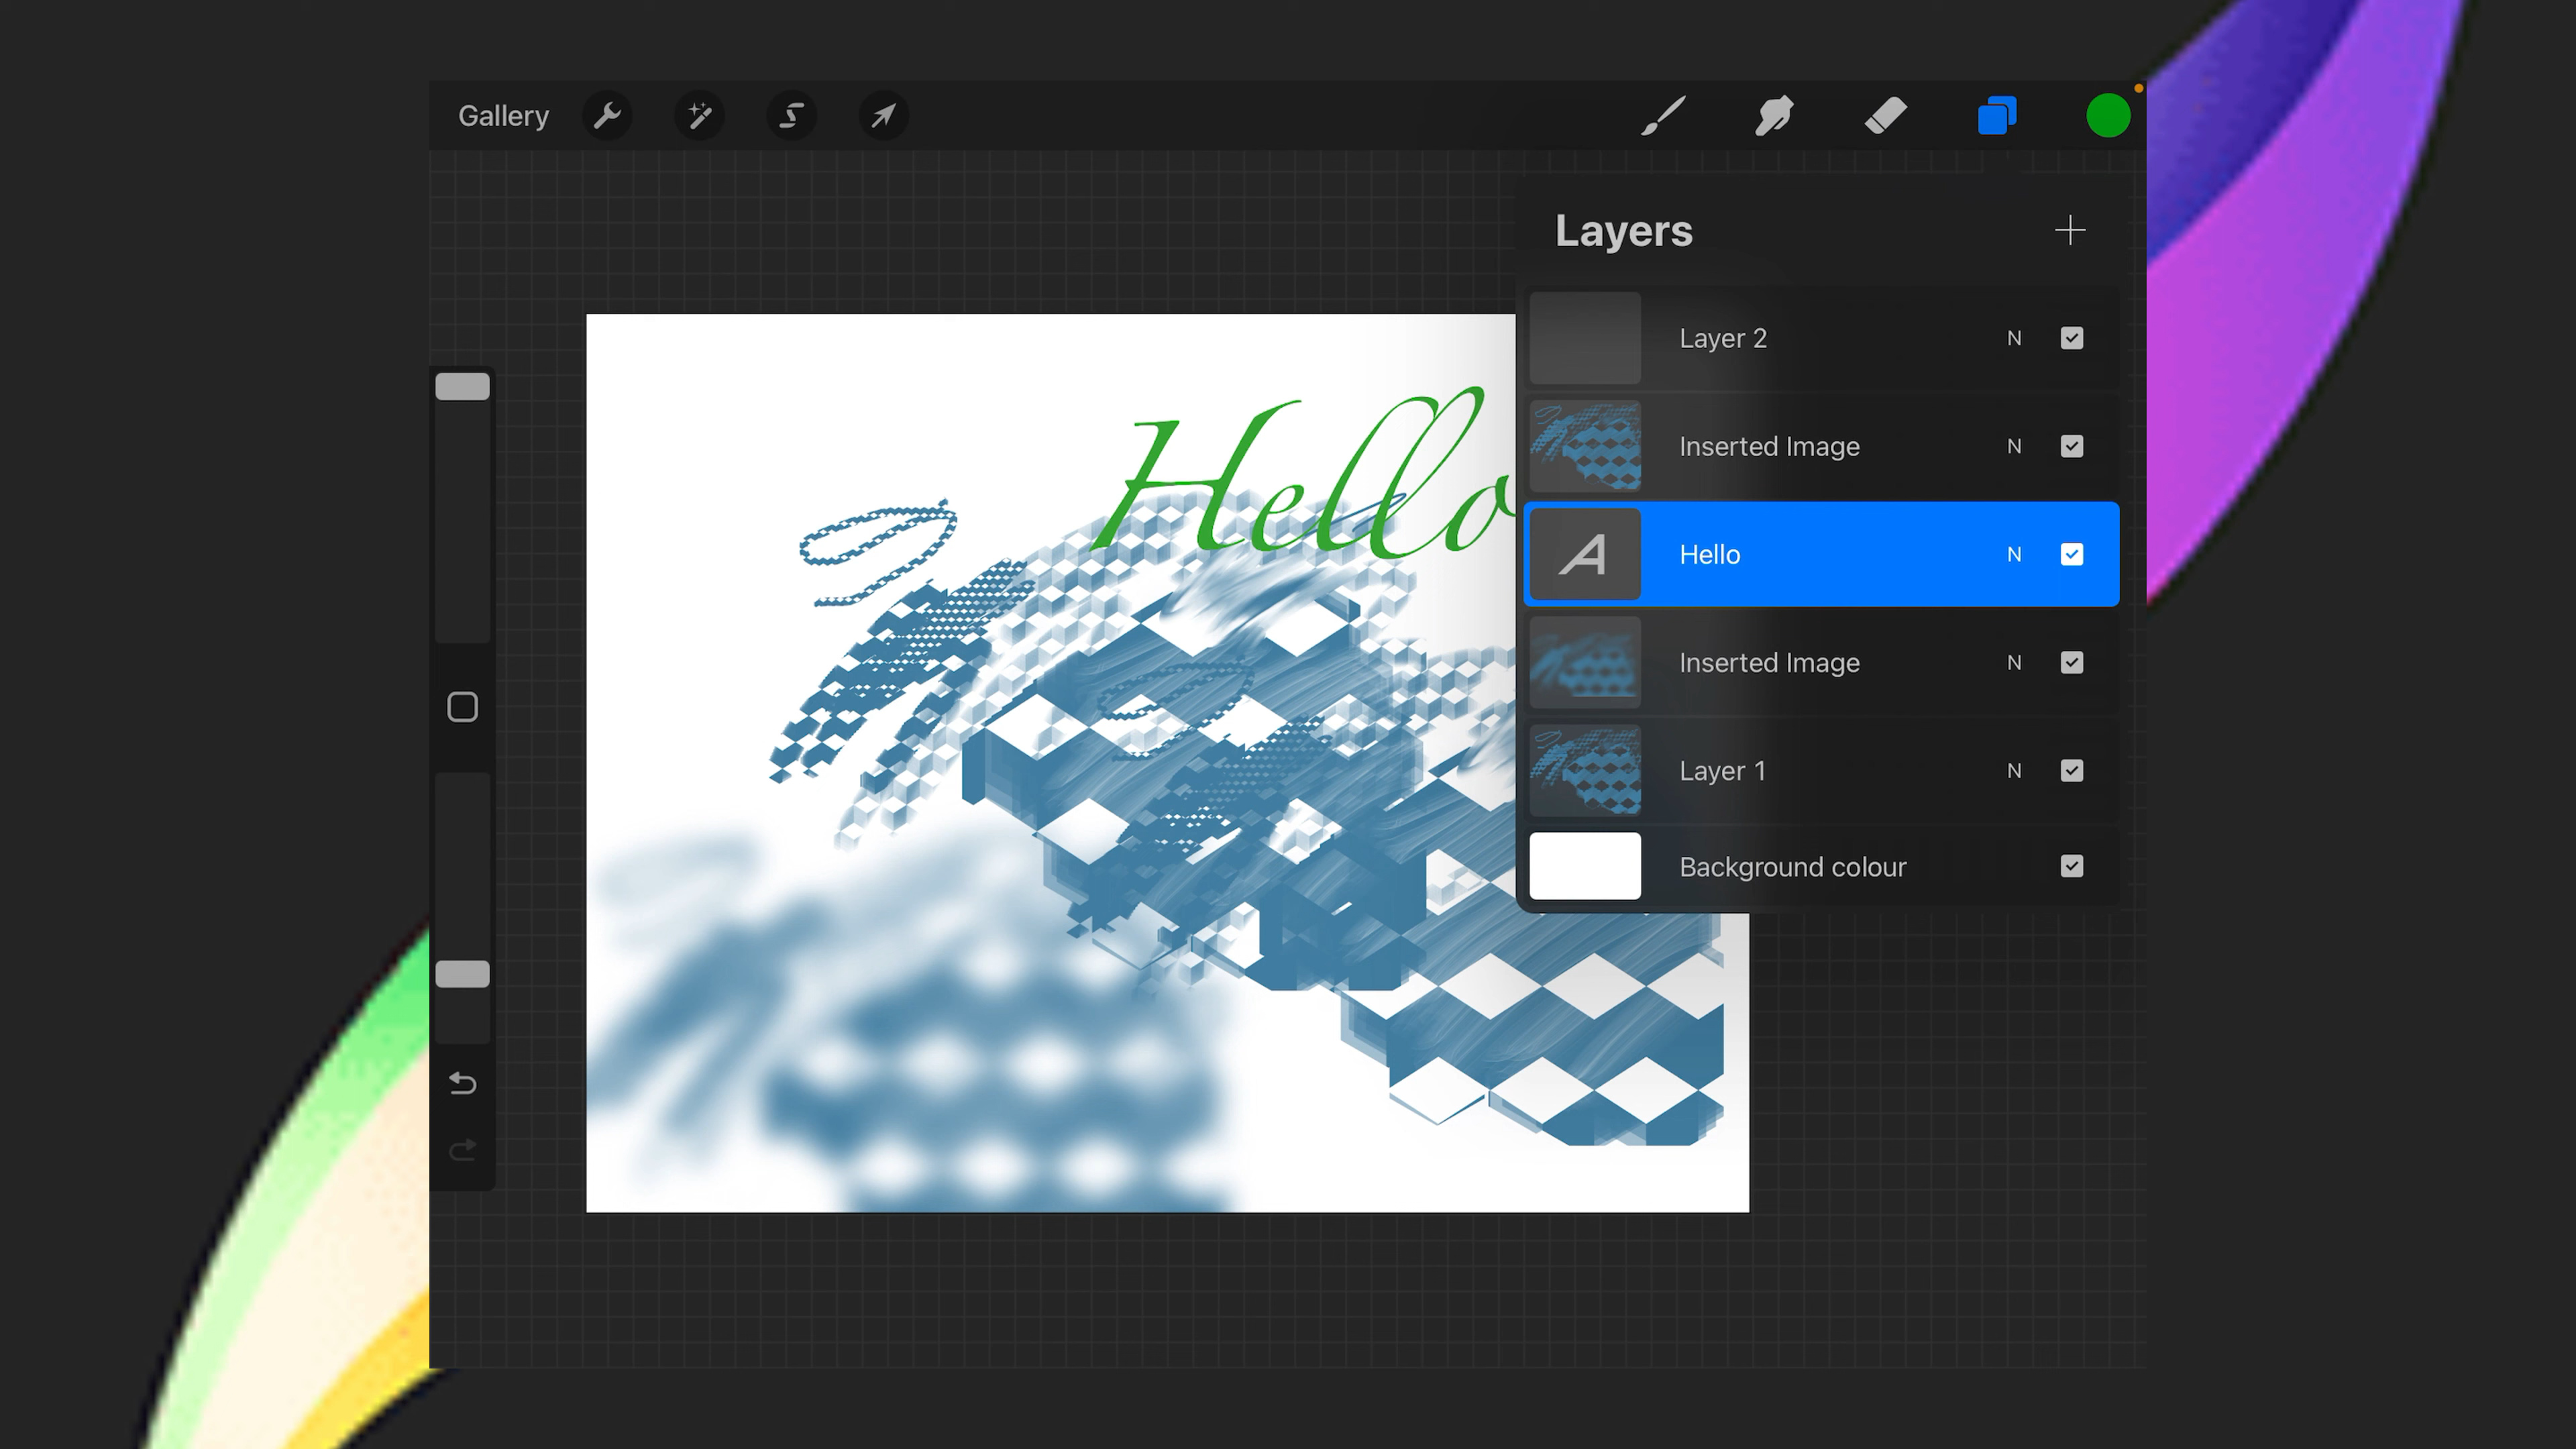 Gallery
Layers
Layer 2 N
Inserted Image N
Hello
A Hello N
Inserted Image N
Layer 1 N
Background colour